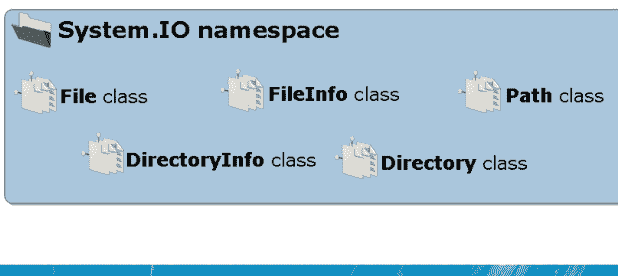 System.IO namespace
File class
FileInfo class
Path class
DirectoryInfo class
Directory class